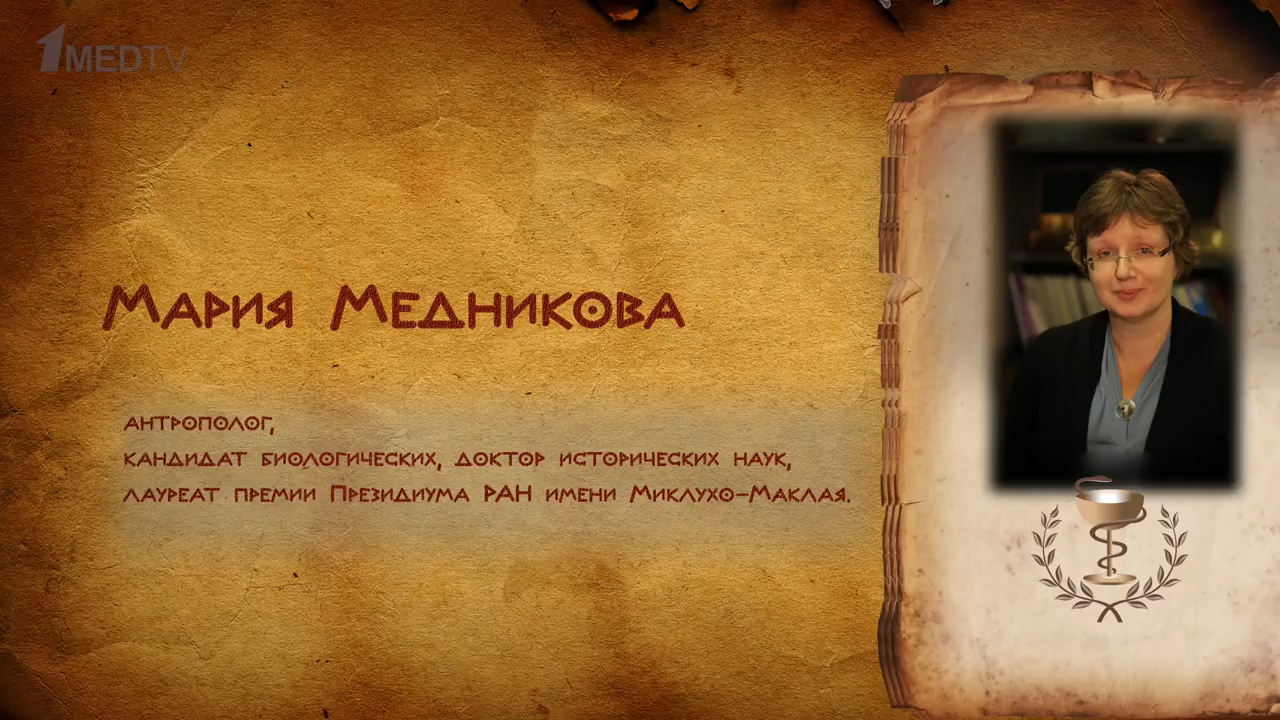 1MEDTV
Мария Медникова
антрополог,
кандидат биологических, доктор исторических наук,
лауреат премии Президиума РАН имени Миклухо-Маклая.